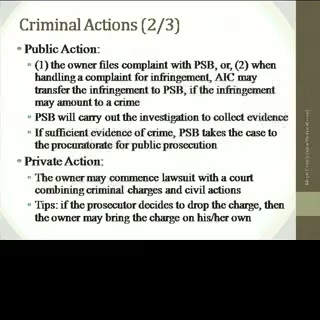 Criminal Actions (2/3)
• Public Action:
▫ (1) the owner files complaint with PSB, or, (2) when
handling a complaint for infringement, AIC may
transfer the infringement to PSB, if the infringement
may amount to a crime
▫ PSB will carry out the investigation to collect evidence
▫ If sufficient evidence of crime, PSB takes the case to
the procuratorate for public prosecution
• Private Action:
▫ The owner may commence lawsuit with a court
combining criminal charges and civil actions
▫ Tips: if the prosecutor decides to drop the charge, then
the owner may bring the charge on his/her own